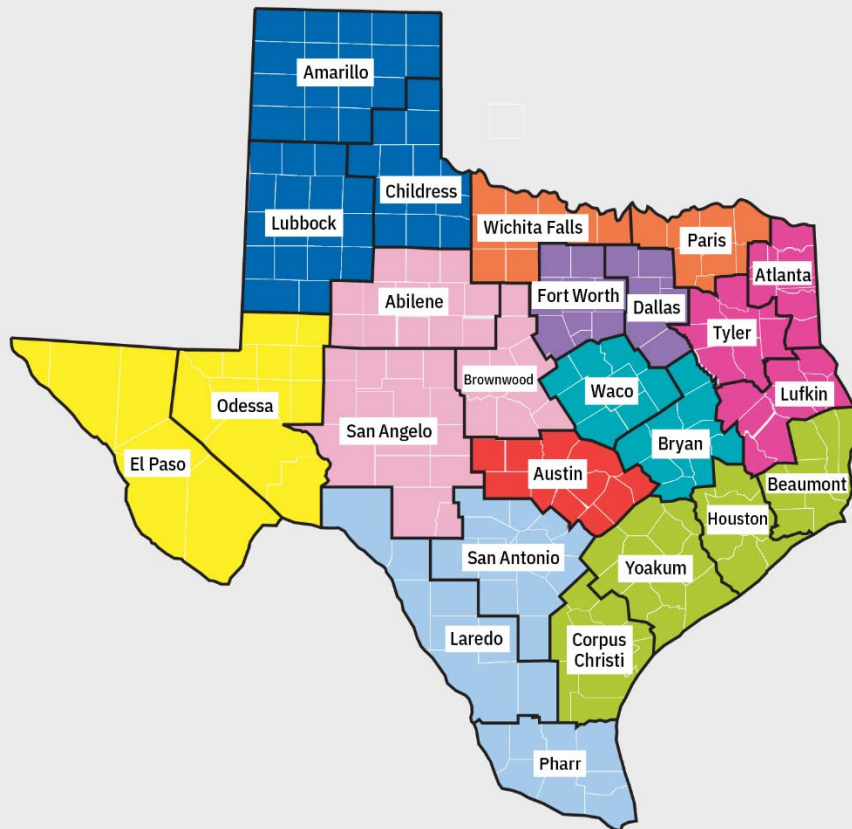 Amarillo
Childress
Lubbock
Wichita Falls
Paris
Atlanta
Abilene
Fort Worth
Dallas
Tyler
Brownwood
Waco
Lufkin
Odessa
San Angelo
Bryan
El Paso
Austin
Beaumont
Houston
San Antonio
Yoakum
Laredo
Corpus
Christi
Pharr